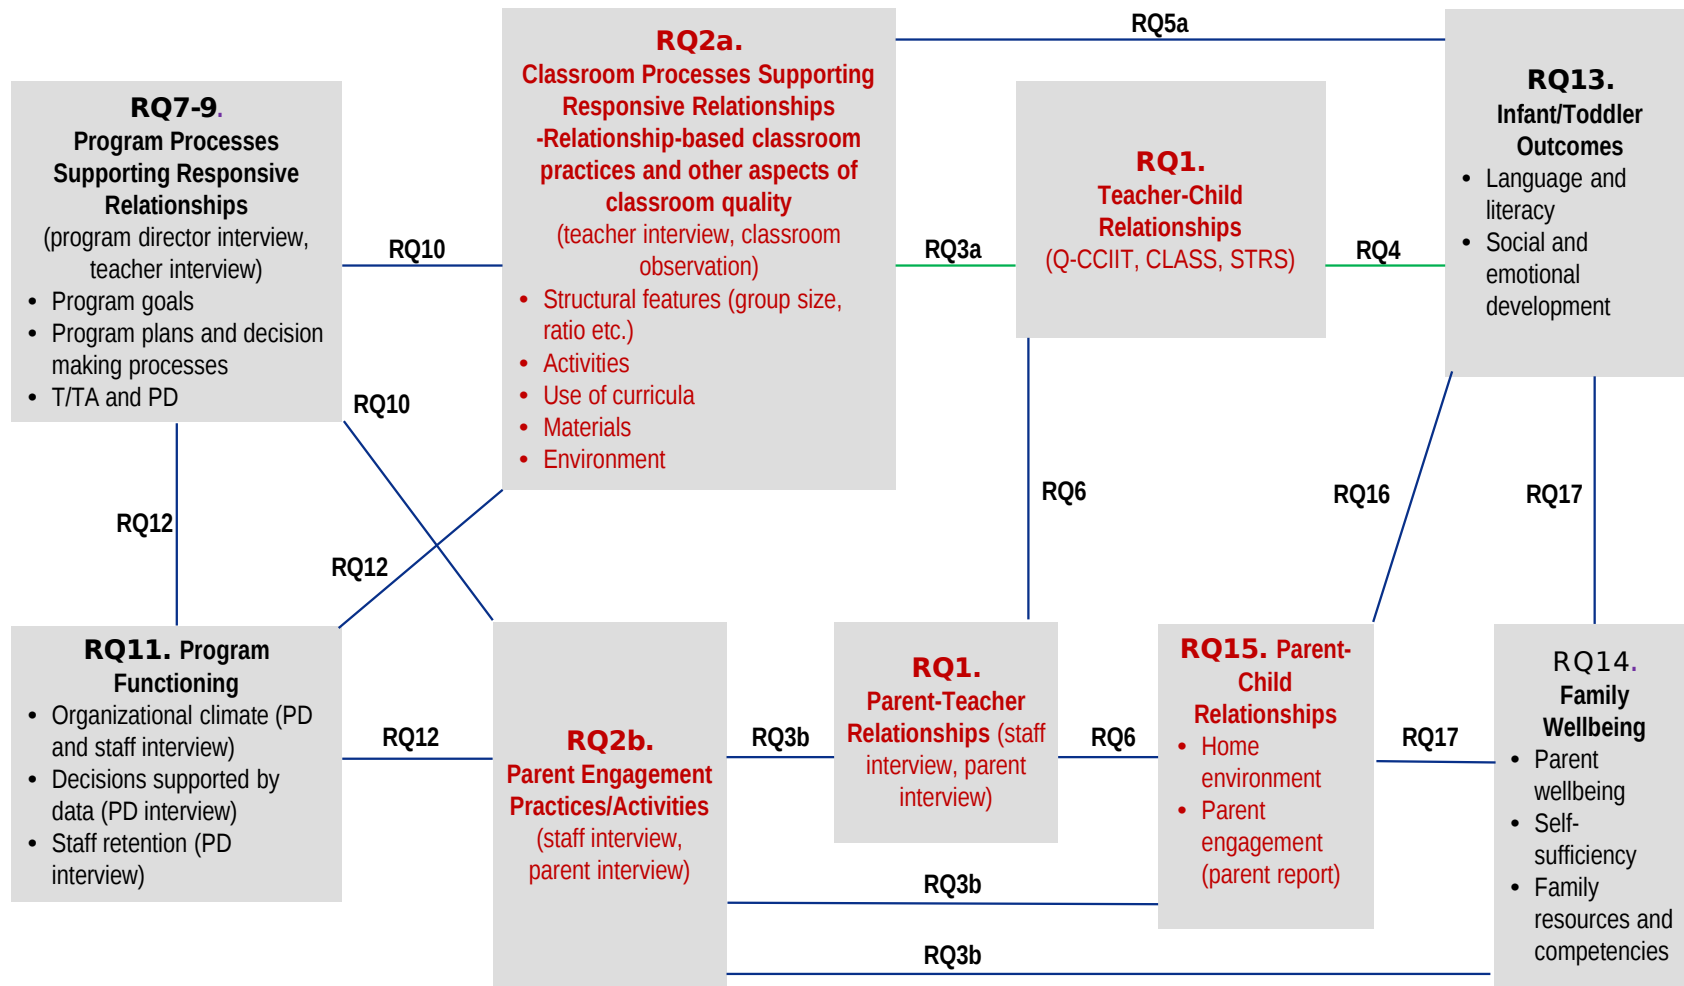 RQ7-9.
Program Processes
Supporting Responsive
Relationships
(program director interview,
teacher interview)
• Program goals
• Program plans and decision
making processes
• T/TA and PD
RQ10
RQ2a.
Classroom Processes Supporting
Responsive Relationships
-Relationship-based classroom
practices and other aspects of
classroom quality
(teacher interview, classroom
observation)
• Structural features (group size,
ratio etc.)
• Activities
• Use of curricula
• Materials
• Environment
RQ5a
RQ3a
RQ1.
Teacher-Child
Relationships
(Q-CCIIT, CLASS, STRS)
RQ4
RQ13.
Infant/Toddler
Outcomes
• Language and
literacy
• Social and
emotional
development
RQ10
RQ12
RQ12
RQ6
RQ16
RQ17
RQ11. Program
Functioning
• Organizational climate (PD
and staff interview)
• Decisions supported by
data (PD interview)
• Staff retention (PD
interview)
RQ12
RQ2b.
Parent Engagement
Practices/Activities
(staff interview,
parent interview)
RQ3b
RQ1.
Parent-Teacher
Relationships (staff
interview, parent
interview)
RQ6
RQ15. Parent-
Child
Relationships
• Home
environment
• Parent
engagement
(parent report)
RQ17
RQ14.
Family
Wellbeing
• Parent
wellbeing
• Self-
sufficiency
• Family
resources and
competencies
RQ3b
RQ3b